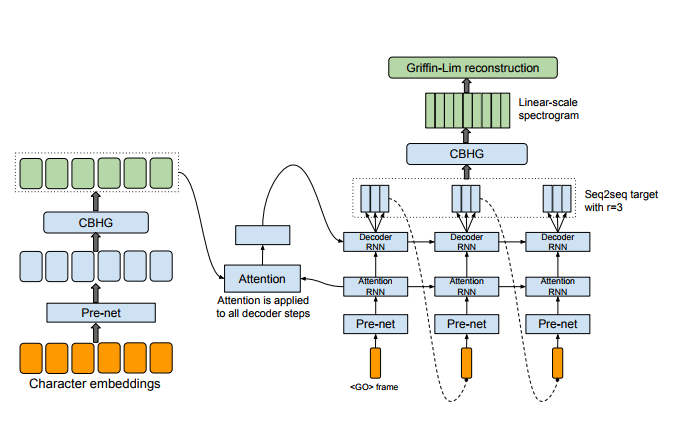 Griffin-Lim reconstruction
Linear-scale
spectrogram
CBHG
Seq2seq target
with r=3
CBHG
Decoder
RNN
Decoder
RNN
Decoder
RNN
Attention
Attention
RNN
Attention
RNN
Attention
RNN
Attention is applied
to all decoder steps
Pre-net
Pre-net
Pre-net
Pre-net
<GO> frame
Character embeddings